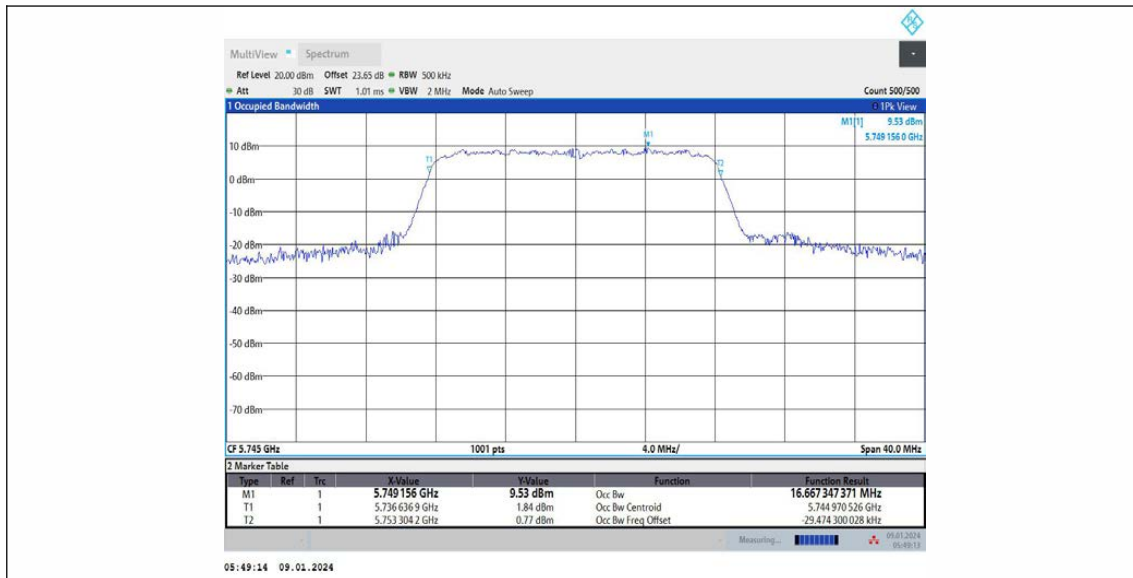 MultiView Spectrum
Ref Level 20.00 dBm Offset 23.65 dB RBW 500 kHz
Att 30 dB SWT 1.01 ms VBW 2 MHz Mode Auto Sweep Count 500/500
1 Occupied Bandwidth 1Pk View
M1[1] 9.53 dBm
5.749 156 0 GHz
M1
10 dBm
T1
T2
0 dBm
-10 dBm
-20 dBm
-30 dBm
-40 dBm
-50 dBm
-60 dBm
-70 dBm
CF 5.745 GHz 1001 pts 4.0 MHz/ Span 40.0 MHz
2 Marker Table
Type Ref Trc X-Value Y-Value Function Function Result
M1 1 5.749 156 GHz 9.53 dBm Occ Bw 16.667 347 371 MHz
T1 1 5.736 636 9 GHz 1.84 dBm Occ Bw Centroid 5.744 970 526 GHz
T2 1 5.753 304 2 GHz 0.77 dBm Occ Bw Freq Offset -29.474 300 028 kHz
Measuring... 09.01.2024
05:49:13
05:49:14 09.01.2024